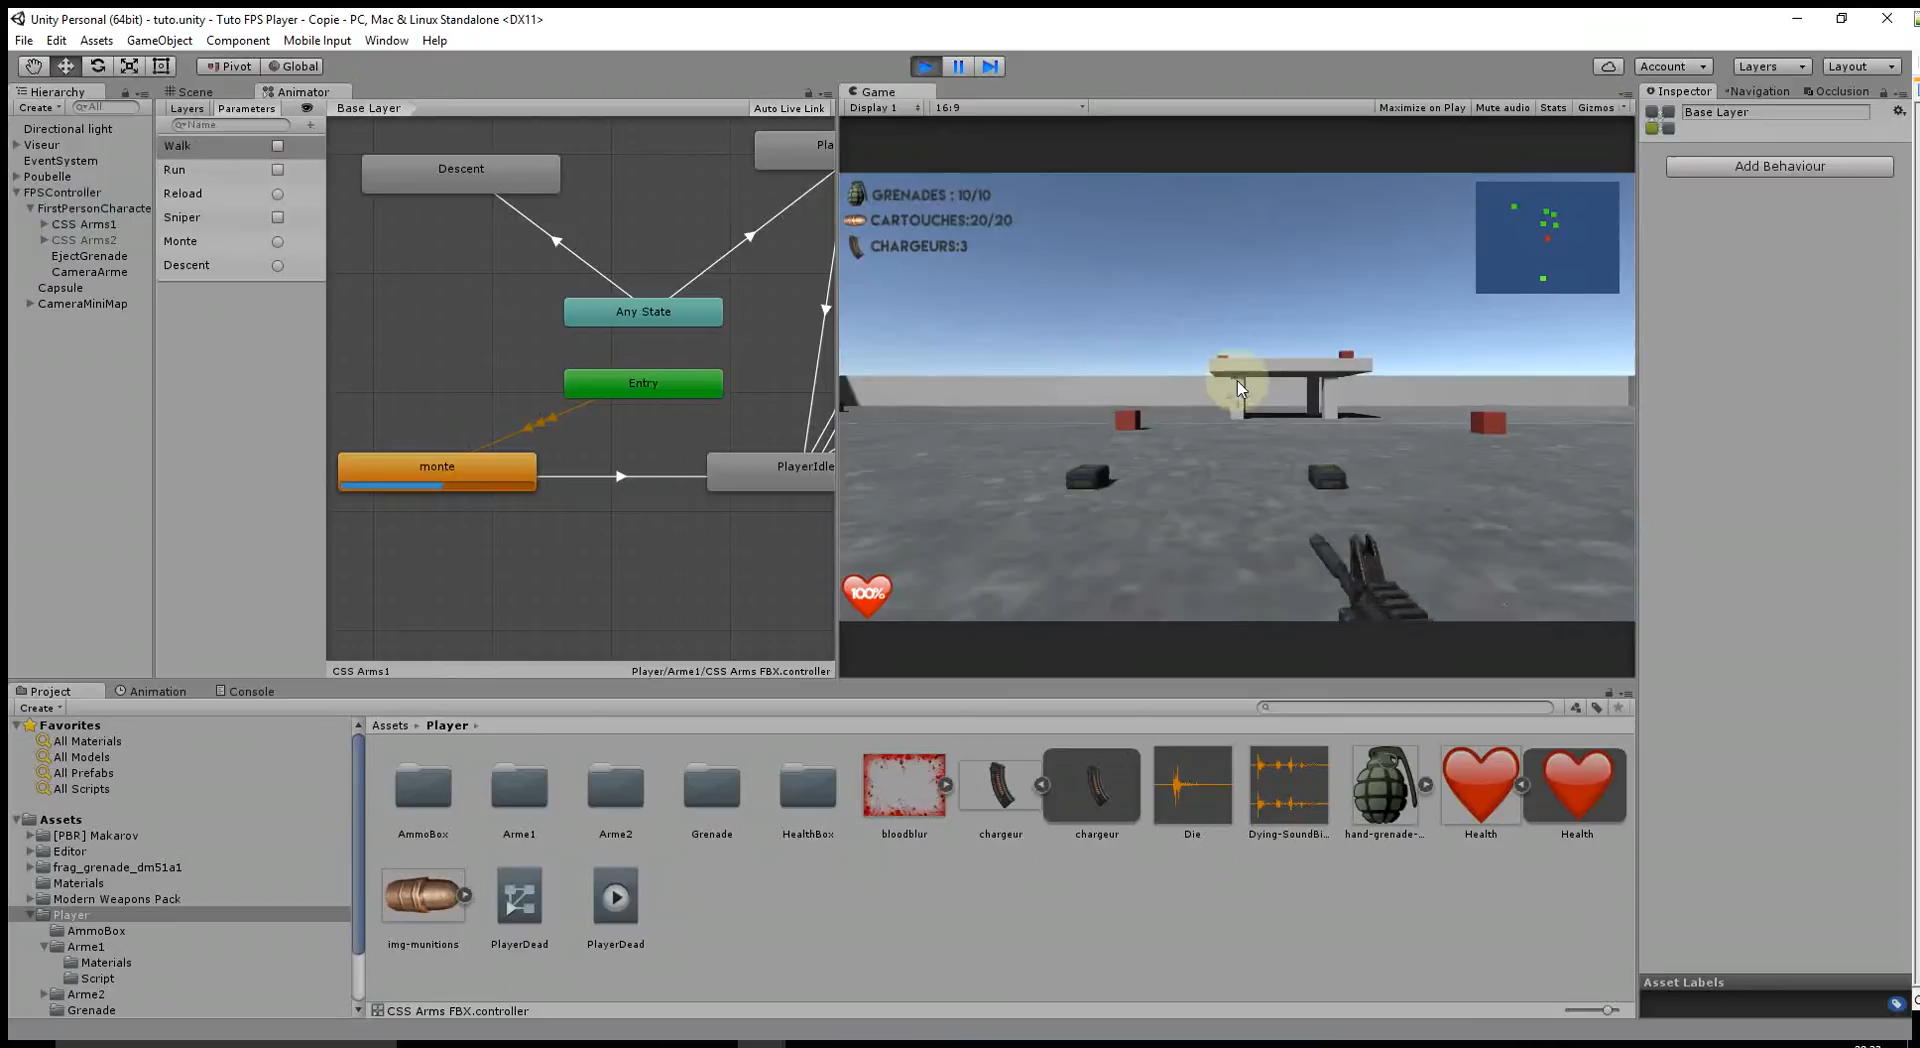 Unity Personal (64bit) - tuto.unity - Tuto FPS Player - Copie - PC, Mac & Linux Standalone <DX11>
File Edit Assets GameObject Component Mobile Input Window Help
Pivot Global Account Layers Layout
Hierarchy
Create All
Directional light
Viseur
EventSystem
Poubelle
FPSController
FirstPersonCharacte
CSS Arms1
CSS Arms2
EjectGrenade
CameraArme
Capsule
CameraMiniMap
Scene Animator
Layers Parameters Base Layer Auto Live Link
Name
Walk
Run
Reload
Sniper
Monte
Descent
Descent
Pla
Any State
Entry
monte
PlayerIdle
CSS Arms1 Player/Arme1/CSS Arms FBX.controller
Game
Display 1 16:9 Maximize on Play Mute audio Stats Gizmos
GRENADES : 10/10
CARTOUCHES:20/20
CHARGEURS:3
100%
Inspector Navigation Occlusion
Base Layer
Add Behaviour
Project Animation Console
Create
Favorites
All Materials
All Models
All Prefabs
All Scripts
Assets
[PBR] Makarov
Editor
frag_grenade_dm51a1
Materials
Modern Weapons Pack
Player
AmmoBox
Arme1
Materials
Script
Arme2
Grenade
Assets Player
AmmoBox Arme1 Arme2 Grenade HealthBox bloodblur chargeur chargeur Die Dying-SoundBi... hand-grenade-... Health Health
img-munitions PlayerDead PlayerDead
CSS Arms FBX.controller
Asset Labels